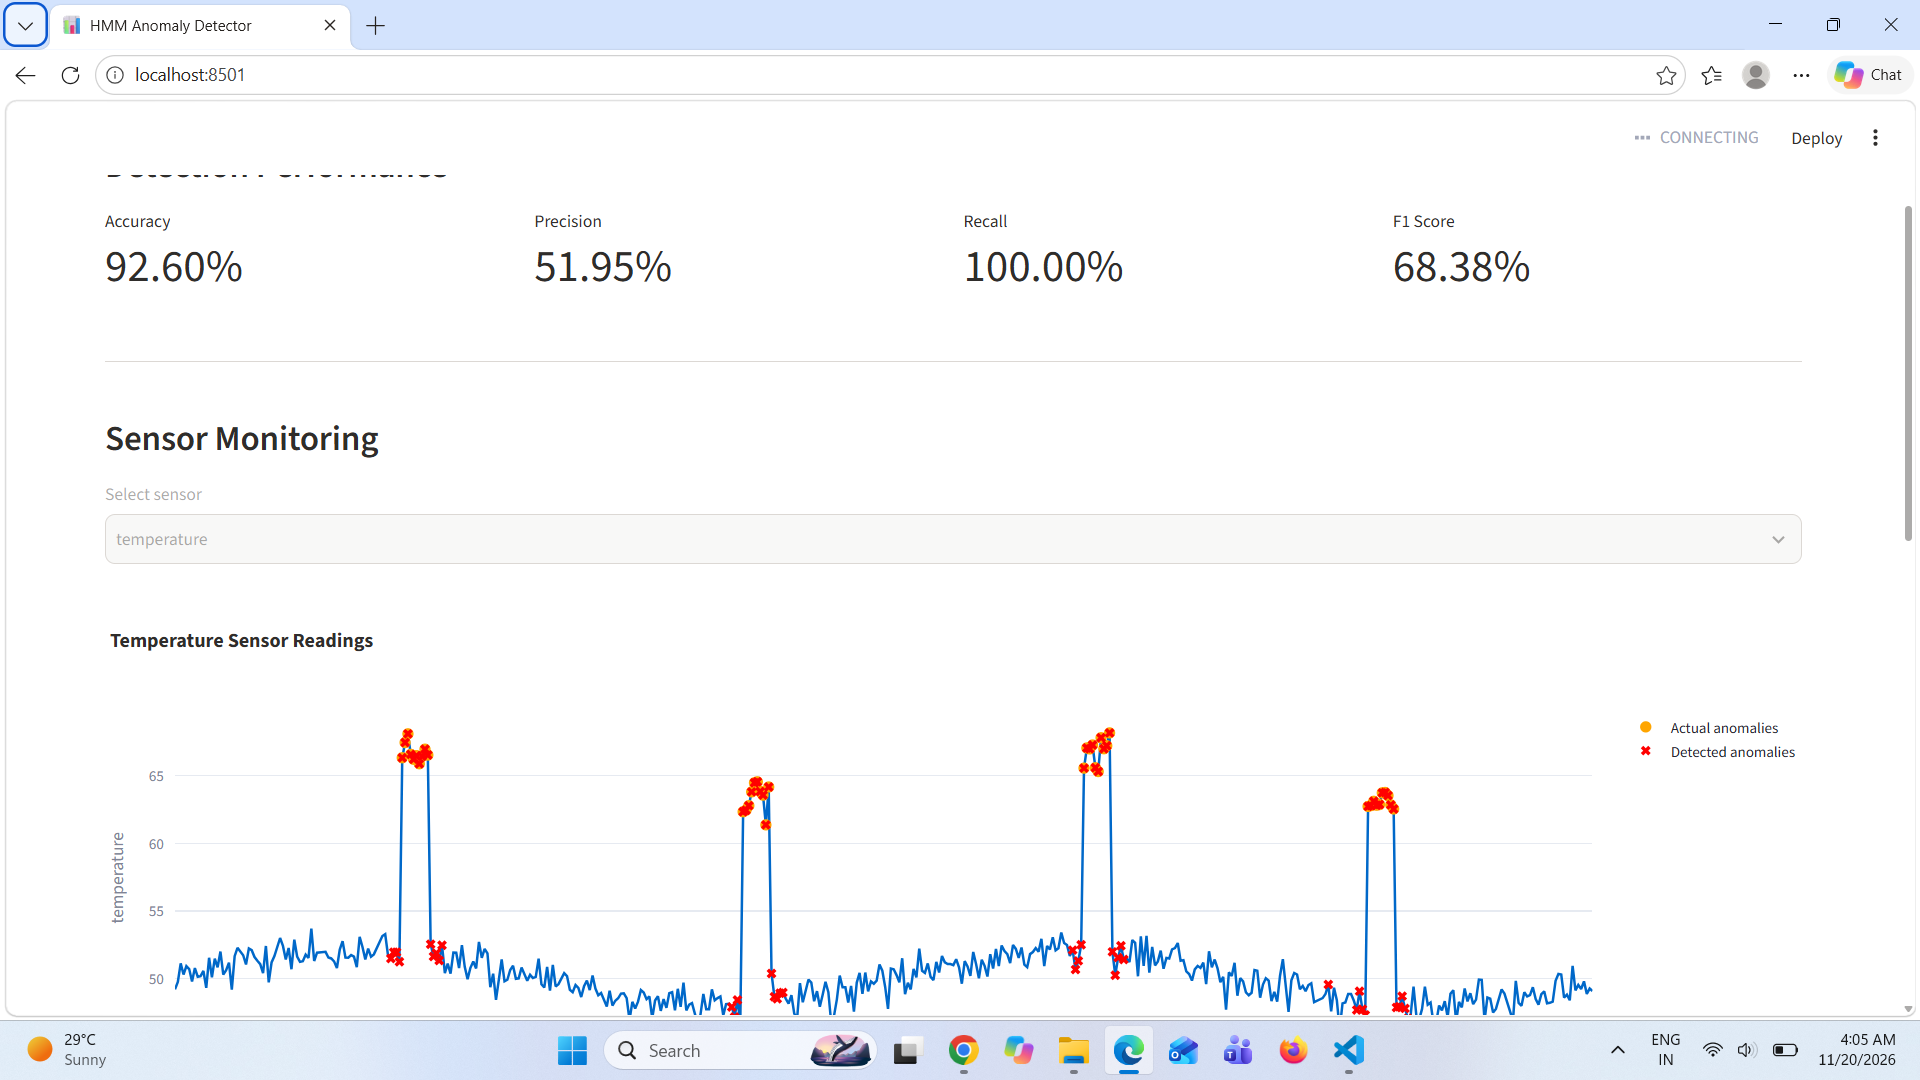 HMM Anomaly Detector
localhost:8501
Chat
CONNECTING
Deploy
Detection Performance
Accuracy
Precision
Recall
F1 Score
92.60%
51.95%
100.00%
68.38%
Sensor Monitoring
Select sensor
temperature
Temperature Sensor Readings
Actual anomalies
Detected anomalies
65
60
55
50
temperature
29°C
Sunny
Search
ENG
IN
4:05 AM
11/20/2026